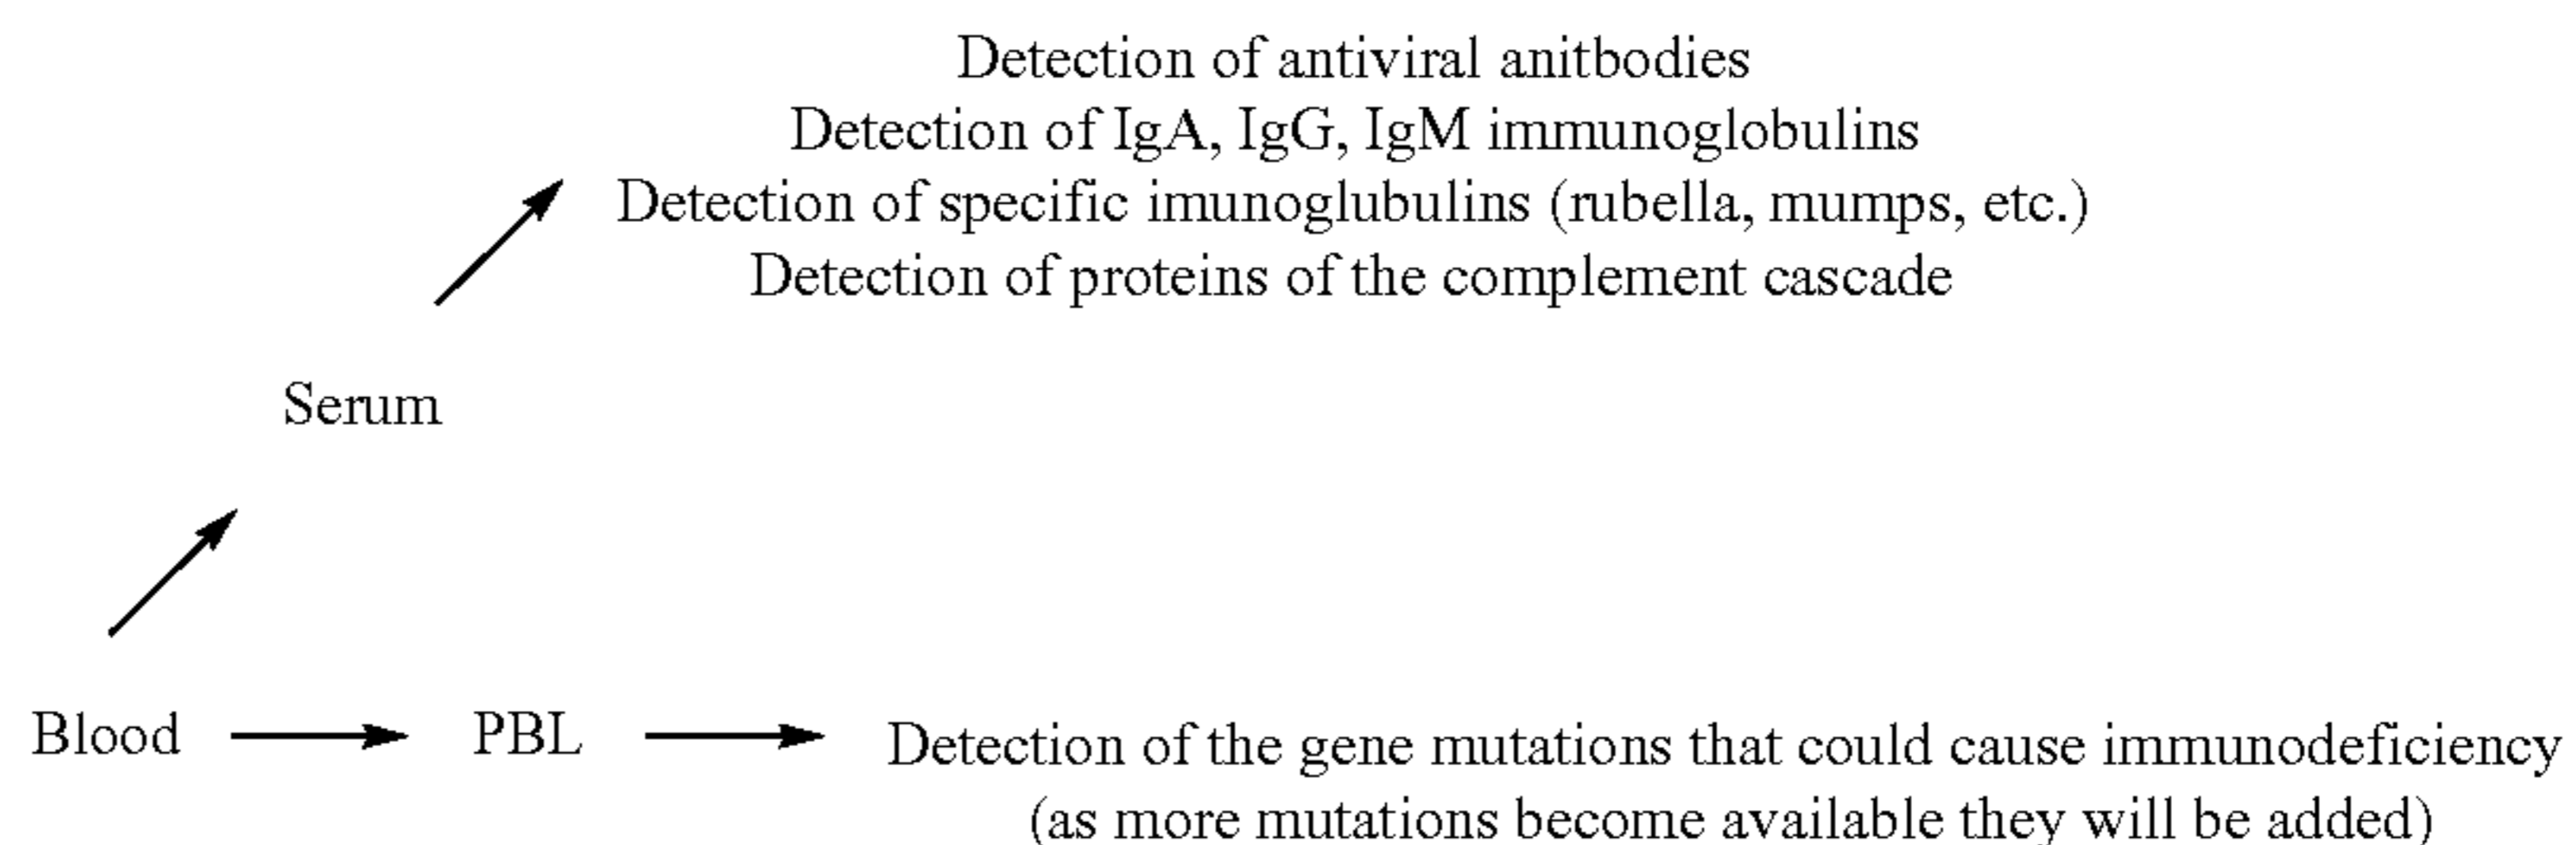 Detection of antiviral anitbodies
Detection of IgA, IgG, IgM immunoglobulins
Detection of specific imunoglubulins (rubella, mumps, etc.)
Detection of proteins of the complement cascade
Serum
Blood
PBL
Detection of the gene mutations that could cause immunodeficiency
(as more mutations become available they will be added)